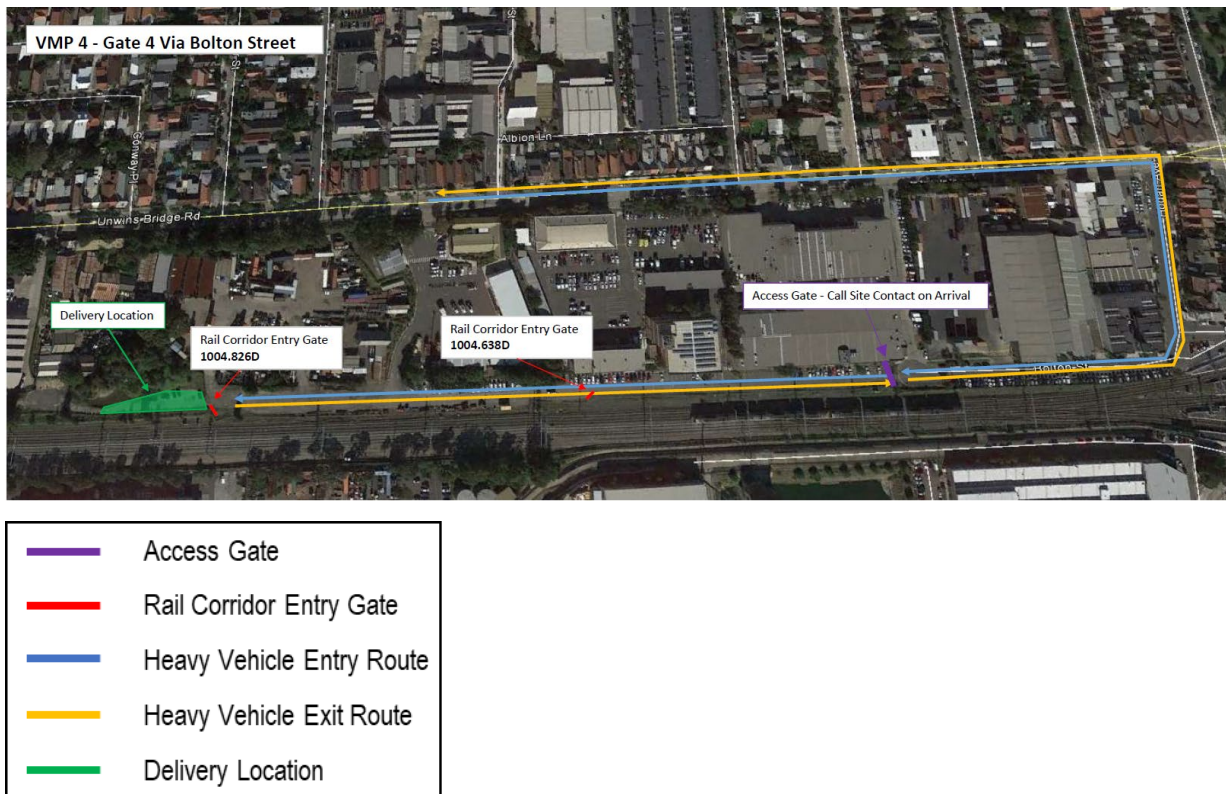 VMP 4 - Gate 4 Via Bolton Street
Conway Pl
St
St
Albion Ln
Unwins Bridge Rd
Access Gate - Call Site Contact on Arrival
Delivery Location
Rail Corridor Entry Gate
1004.826D
Rail Corridor Entry Gate
1004.638D
Bolton St
Access Gate
Rail Corridor Entry Gate
Heavy Vehicle Entry Route
Heavy Vehicle Exit Route
Delivery Location